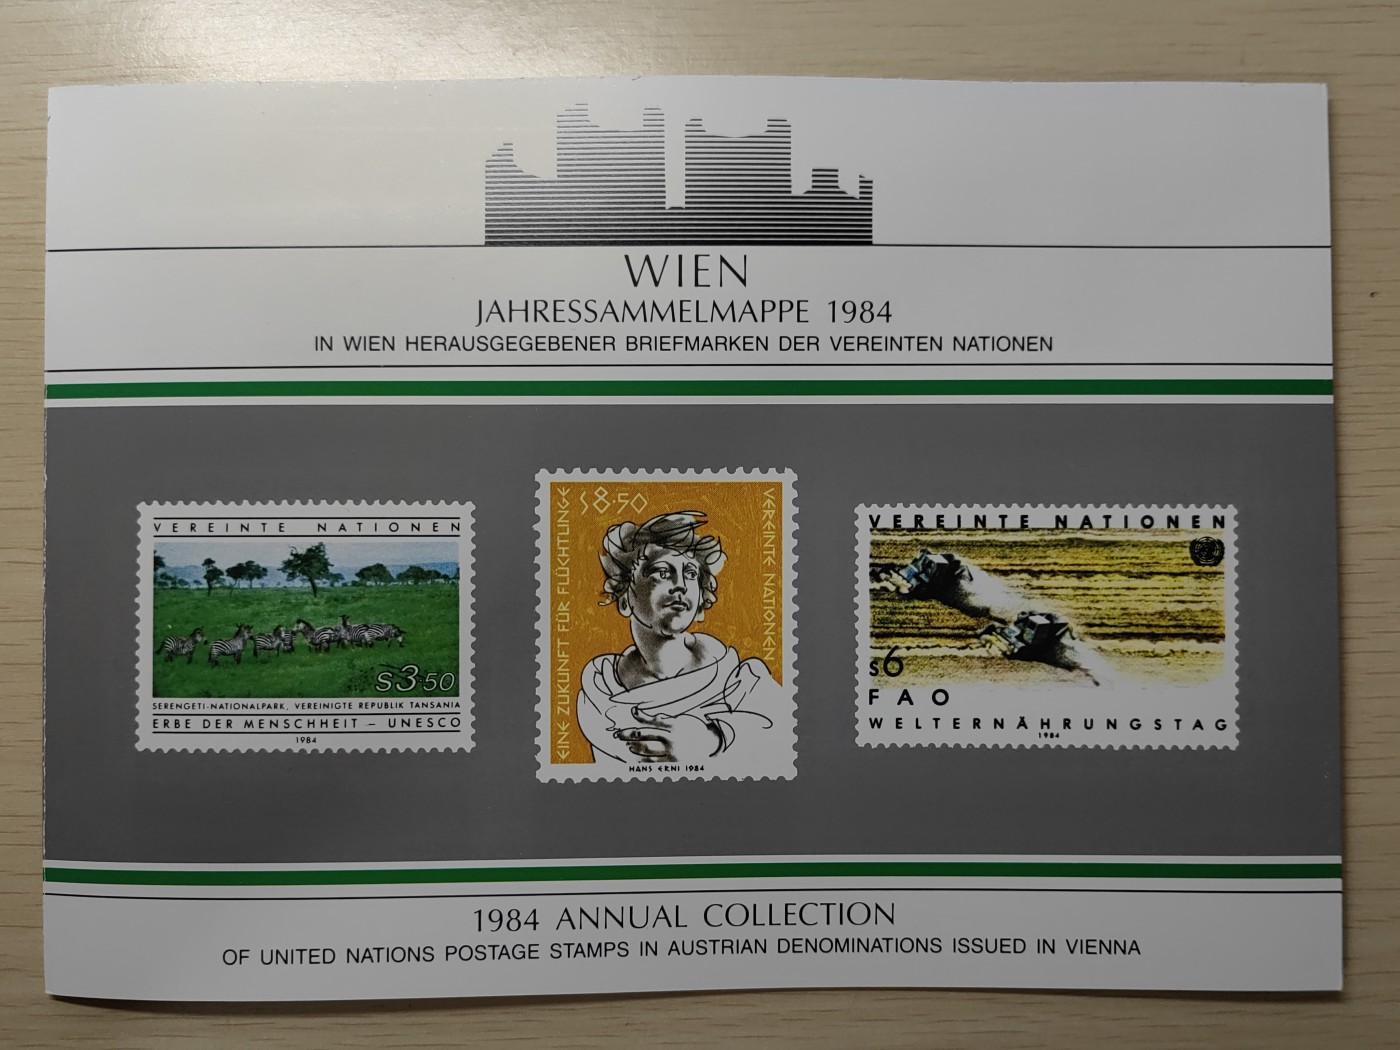 WIEN
JAHRESSAMMELMAPPE 1984
IN WIEN HERAUSGEGEBENER BRIEFMARKEN DER VEREINTEN NATIONEN
VEREINTE NATIONEN
S3·50
SERENGETI-NATIONALPARK, VEREINIGTE REPUBLIK TANSANIA
ERBE DER MENSCHHEIT – UNESCO
1984
S8·50
EINE ZUKUNFT FÜR FLÜCHTLINGE
VEREINTE NATIONEN
HANS ERNI 1984
VEREINTE NATIONEN
S6
FAO
WELTERNÄHRUNGSTAG
1984
1984 ANNUAL COLLECTION
OF UNITED NATIONS POSTAGE STAMPS IN AUSTRIAN DENOMINATIONS ISSUED IN VIENNA